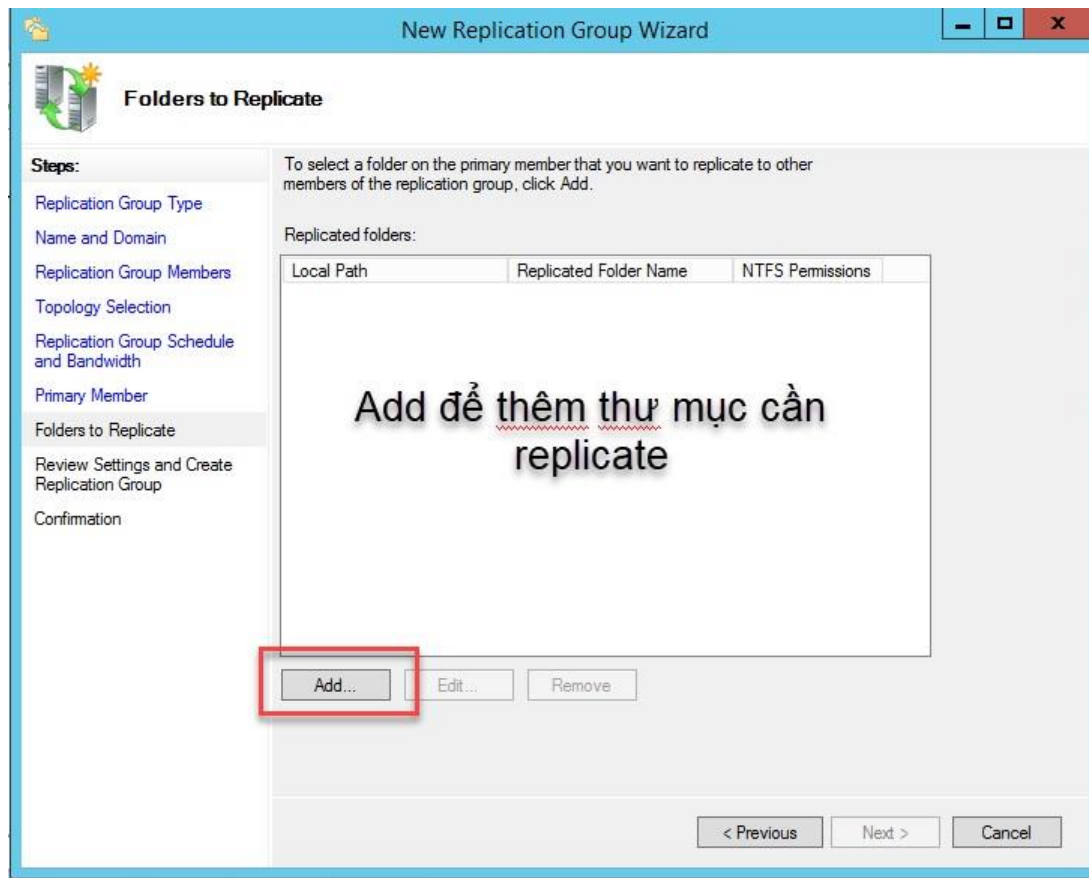 New Replication Group Wizard
Folders to Replicate
Steps:
Replication Group Type
Name and Domain
Replication Group Members
Topology Selection
Replication Group Schedule
and Bandwidth
Primary Member
Folders to Replicate
Review Settings and Create
Replication Group
Confirmation
To select a folder on the primary member that you want to replicate to other
members of the replication group, click Add.
Replicated folders:
Local Path Replicated Folder Name NTFS Permissions
Add để thêm thư mục cần
replicate
Add... Edit... Remove
< Previous Next > Cancel